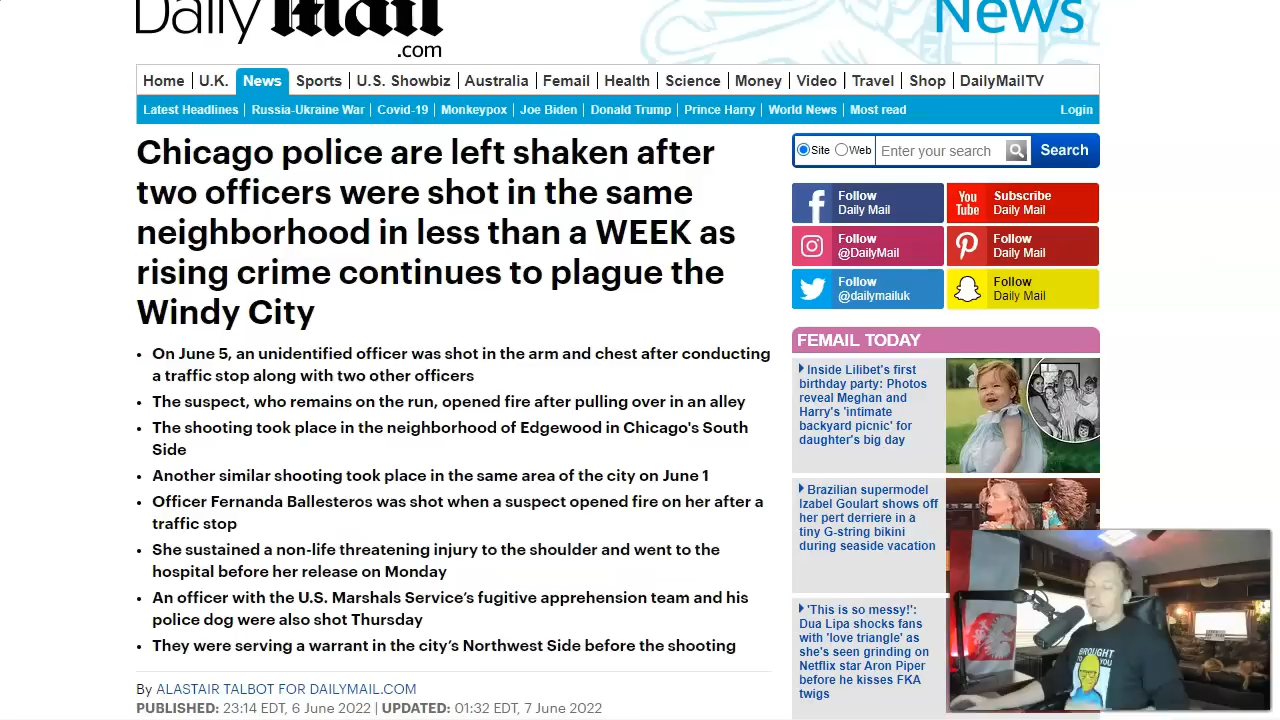 Daily Mail
.com
News
Home U.K. News Sports U.S. Showbiz Australia Femail Health Science Money Video Travel Shop DailyMailTV
Latest Headlines Russia-Ukraine War Covid-19 Monkeypox Joe Biden Donald Trump Prince Harry World News Most read Login
Chicago police are left shaken after
two officers were shot in the same
neighborhood in less than a WEEK as
rising crime continues to plague the
Windy City
• On June 5, an unidentified officer was shot in the arm and chest after conducting
a traffic stop along with two other officers
• The suspect, who remains on the run, opened fire after pulling over in an alley
• The shooting took place in the neighborhood of Edgewood in Chicago's South
Side
• Another similar shooting took place in the same area of the city on June 1
• Officer Fernanda Ballesteros was shot when a suspect opened fire on her after a
traffic stop
• She sustained a non-life threatening injury to the shoulder and went to the
hospital before her release on Monday
• An officer with the U.S. Marshals Service's fugitive apprehension team and his
police dog were also shot Thursday
• They were serving a warrant in the city's Northwest Side before the shooting
By ALASTAIR TALBOT FOR DAILYMAIL.COM
PUBLISHED: 23:14 EDT, 6 June 2022 | UPDATED: 01:32 EDT, 7 June 2022
Site Web Enter your search Search
Follow
Daily Mail
You
Tube
Subscribe
Daily Mail
Follow
@DailyMail
Follow
Daily Mail
Follow
@dailymailuk
Follow
Daily Mail
FEMAIL TODAY
Inside Lilibet's first
birthday party: Photos
reveal Meghan and
Harry's 'intimate
backyard picnic' for
daughter's big day
Brazilian supermodel
Izabel Goulart shows off
her pert derriere in a
tiny G-string bikini
during seaside vacation
'This is so messy!':
Dua Lipa shocks fans
with 'love triangle' as
she's seen grinding on
Netflix star Aron Piper
before he kisses FKA
twigs
BROUGHT